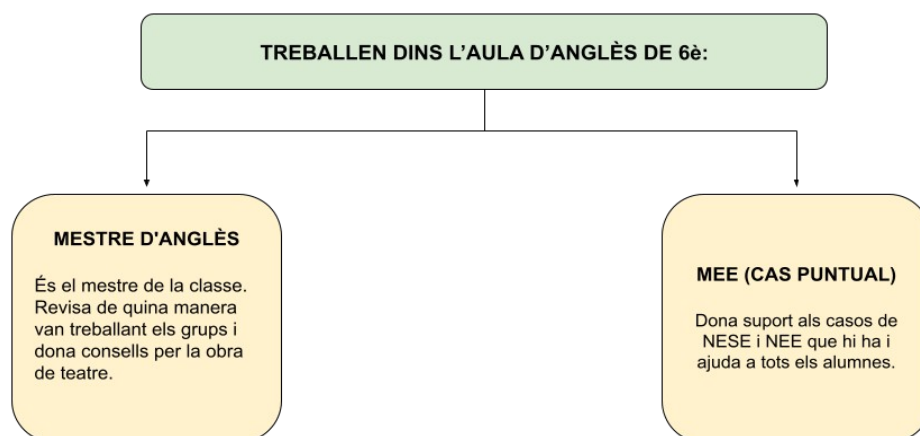 TREBALLEN DINS L'AULA D'ANGLÈS DE 6è:
MESTRE D'ANGLÈS
És el mestre de la classe.
Revisa de quina manera
van treballant els grups i
dona consells per la obra
de teatre.
MEE (CAS PUNTUAL)
Dona suport als casos de
NESE i NEE que hi ha i
ajuda a tots els alumnes.